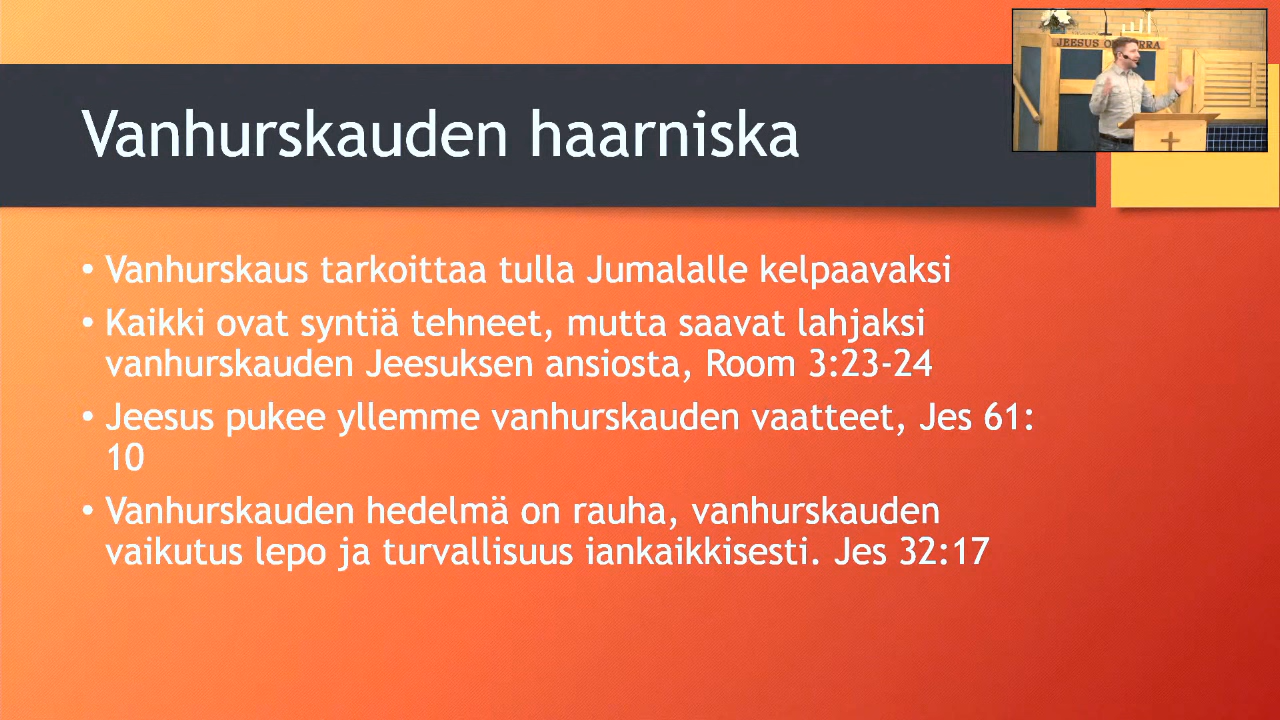 JEESUS O RRA
Vanhurskauden haarniska
• Vanhurskaus tarkoittaa tulla Jumalalle kelpaavaksi
• Kaikki ovat syntiä tehneet, mutta saavat lahjaksi
vanhurskauden Jeesuksen ansiosta, Room 3:23-24
• Jeesus pukee yllemme vanhurskauden vaatteet, Jes 61:
10
• Vanhurskauden hedelmä on rauha, vanhurskauden
vaikutus lepo ja turvallisuus iankaikkisesti. Jes 32:17